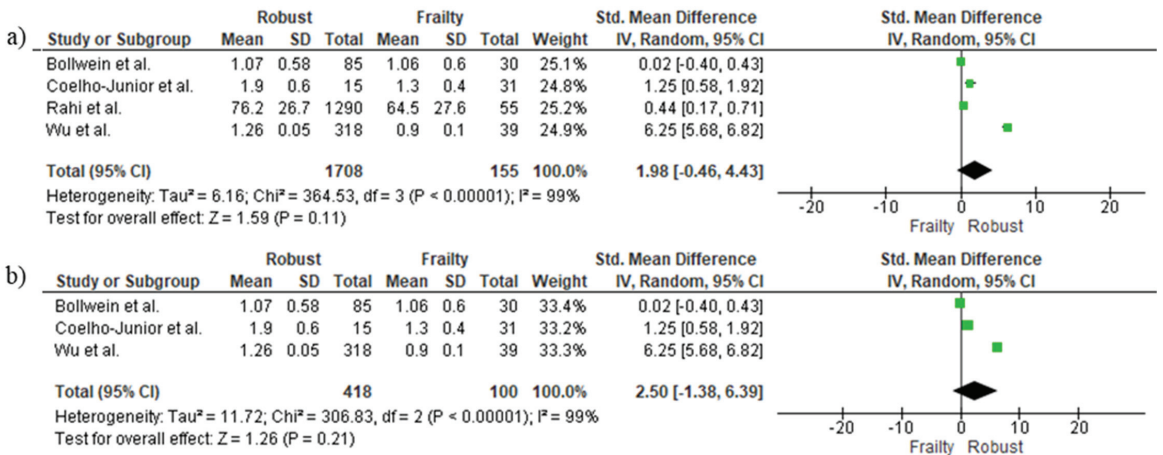 a)
Robust Frailty Std. Mean Difference Std. Mean Difference
Study or Subgroup Mean SD Total Mean SD Total Weight IV, Random, 95% CI IV, Random, 95% CI
Bollwein et al. 1.07 0.58 85 1.06 0.6 30 25.1% 0.02 [-0.40, 0.43]
Coelho-Junior et al. 1.9 0.6 15 1.3 0.4 31 24.8% 1.25 [0.58, 1.92]
Rahi et al. 76.2 26.7 1290 64.5 27.6 55 25.2% 0.44 [0.17, 0.71]
Wu et al. 1.26 0.05 318 0.9 0.1 39 24.9% 6.25 [5.68, 6.82]
Total (95% CI) 1708 155 100.0% 1.98 [-0.46, 4.43]
Heterogeneity: Tau² = 6.16; Chi² = 364.53, df = 3 (P < 0.00001); I² = 99%
Test for overall effect: Z = 1.59 (P = 0.11)
-20 -10 0 10 20
Frailty Robust
b)
Robust Frailty Std. Mean Difference Std. Mean Difference
Study or Subgroup Mean SD Total Mean SD Total Weight IV, Random, 95% CI IV, Random, 95% CI
Bollwein et al. 1.07 0.58 85 1.06 0.6 30 33.4% 0.02 [-0.40, 0.43]
Coelho-Junior et al. 1.9 0.6 15 1.3 0.4 31 33.2% 1.25 [0.58, 1.92]
Wu et al. 1.26 0.05 318 0.9 0.1 39 33.3% 6.25 [5.68, 6.82]
Total (95% CI) 418 100 100.0% 2.50 [-1.38, 6.39]
Heterogeneity: Tau² = 11.72; Chi² = 306.83, df = 2 (P < 0.00001); I² = 99%
Test for overall effect: Z = 1.26 (P = 0.21)
-20 -10 0 10 20
Frailty Robust